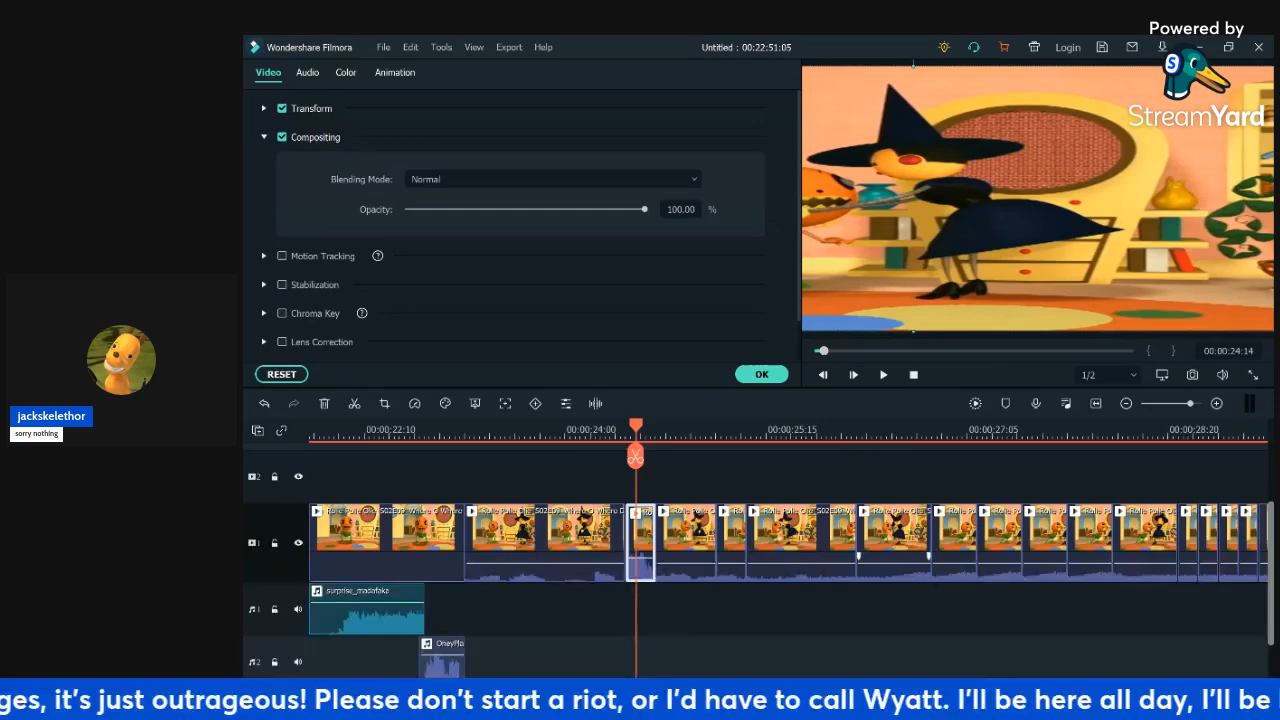 Powered by
StreamYard
Wondershare Filmora File Edit Tools View Export Help Untitled : 00:22:51:05 Login
Video Audio Color Animation
Transform
Compositing
Blending Mode: Normal
Opacity: 100.00 %
Motion Tracking
Stabilization
Chroma Key
Lens Correction
RESET OK
00:00:24:14
1/2
jackskelethor
sorry nothing
00:00:22:10 00:00:24:00 00:00:25:15 00:00:27:05 00:00:28:20
2
1
surprise_madafaka
1
2
ges, it's just outrageous! Please don't start a riot, or I'd have to call Wyatt. I'll be here all day, I'll be